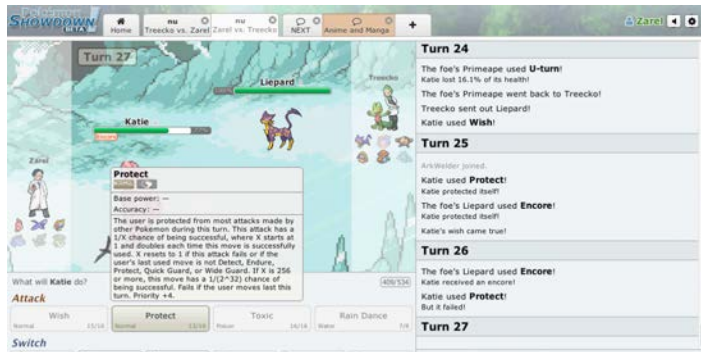 Pokémon
SHOWDOWN
BETA
Home
nu
Treecko vs. Zarel
nu
Zarel vs. Treecko
NEXT
Anime and Manga
+
Zarel
Turn 27
Liepard
Treecko
Katie
Encore
Zarel
Protect
Base power: —
Accuracy: —
The user is protected from most attacks made by
other Pokemon during this turn. This attack has a
1/X chance of being successful, where X starts at
1 and doubles each time this move is successfully
used. X resets to 1 if this attack fails or if the
user's last used move is not Detect, Endure,
Protect, Quick Guard, or Wide Guard. If X is 256
or more, this move has a 1/(2^32) chance of
being successful. Fails if the user moves last this
turn. Priority +4.
What will Katie do?
Attack
Wish
Normal
15/16
Protect
Normal
Toxic
Poison
16/16
Rain Dance
Water
7/8
Switch
Turn 24
The foe's Primeape used U-turn!
Katie lost 16.1% of its health!
The foe's Primeape went back to Treecko!
Treecko sent out Liepard!
Katie used Wish!
Turn 25
ArkWelder joined.
Katie used Protect!
Katie protected itself!
The foe's Liepard used Encore!
Katie protected itself!
Katie's wish came true!
Turn 26
The foe's Liepard used Encore!
Katie received an encore!
Katie used Protect!
But it failed!
Turn 27